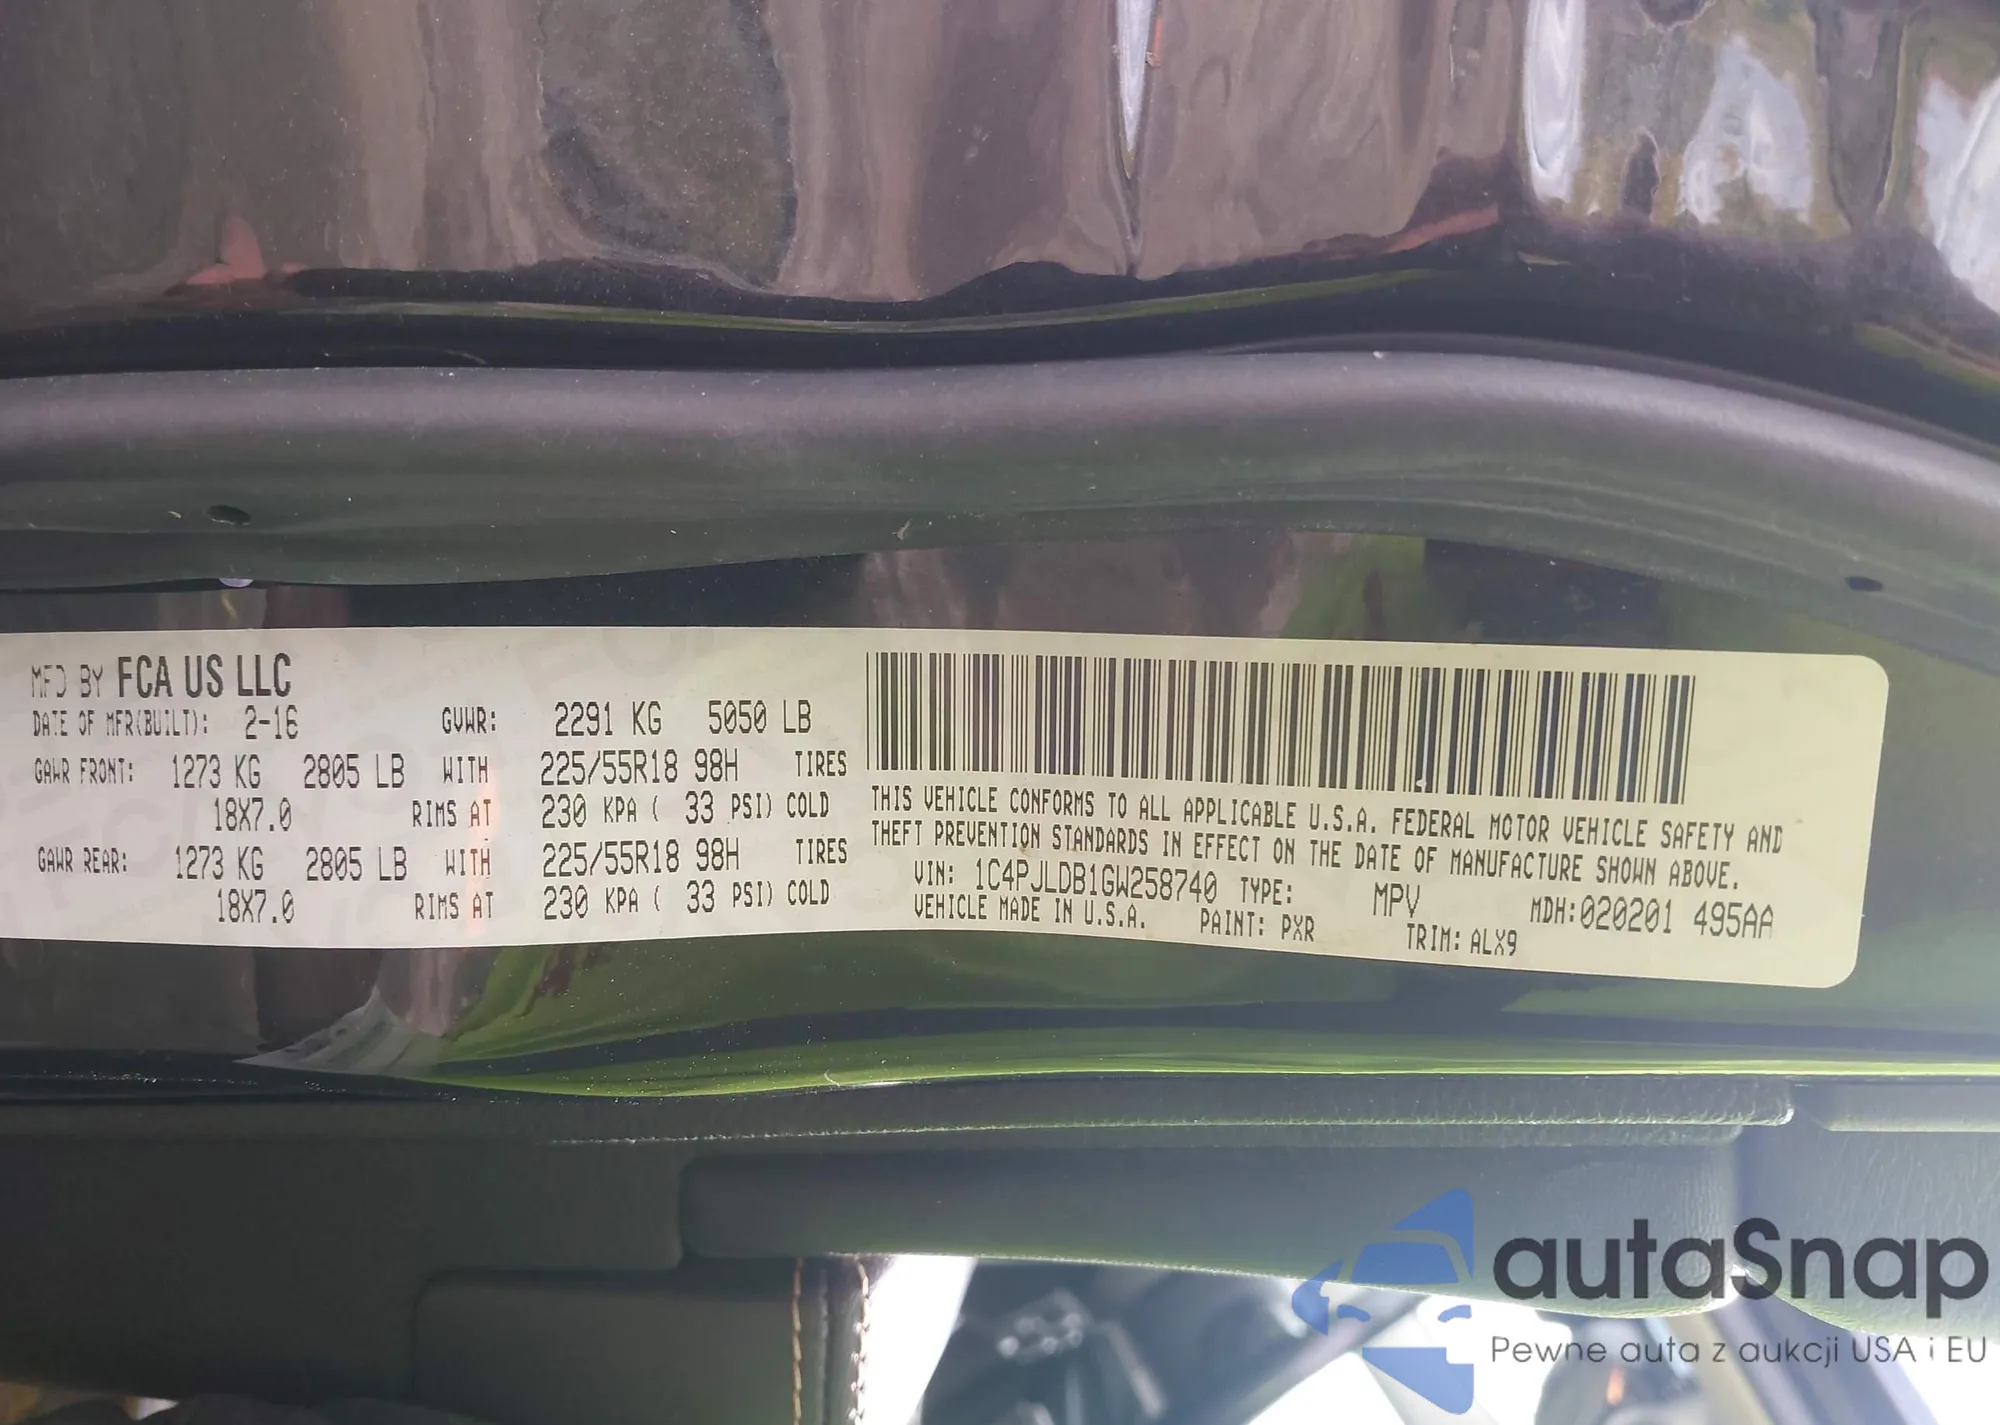 MFD BY FCA US LLC
DATE OF MFR(BUILT): 2-16 GVWR: 2291 KG 5050 LB
GAWR FRONT: 1273 KG 2805 LB WITH 225/55R18 98H TIRES
18X7.0 RIMS AT 230 KPA ( 33 PSI) COLD
GAWR REAR: 1273 KG 2805 LB WITH 225/55R18 98H TIRES
18X7.0 RIMS AT 230 KPA ( 33 PSI) COLD
THIS VEHICLE CONFORMS TO ALL APPLICABLE U.S.A. FEDERAL MOTOR VEHICLE SAFETY AND
THEFT PREVENTION STANDARDS IN EFFECT ON THE DATE OF MANUFACTURE SHOWN ABOVE.
VIN: 1C4PJLDB1GW258740 TYPE: MPV MDH:020201 495AA
VEHICLE MADE IN U.S.A. PAINT: PXR TRIM: ALX9
autaSnap
Pewne auta z aukcji USA i EU